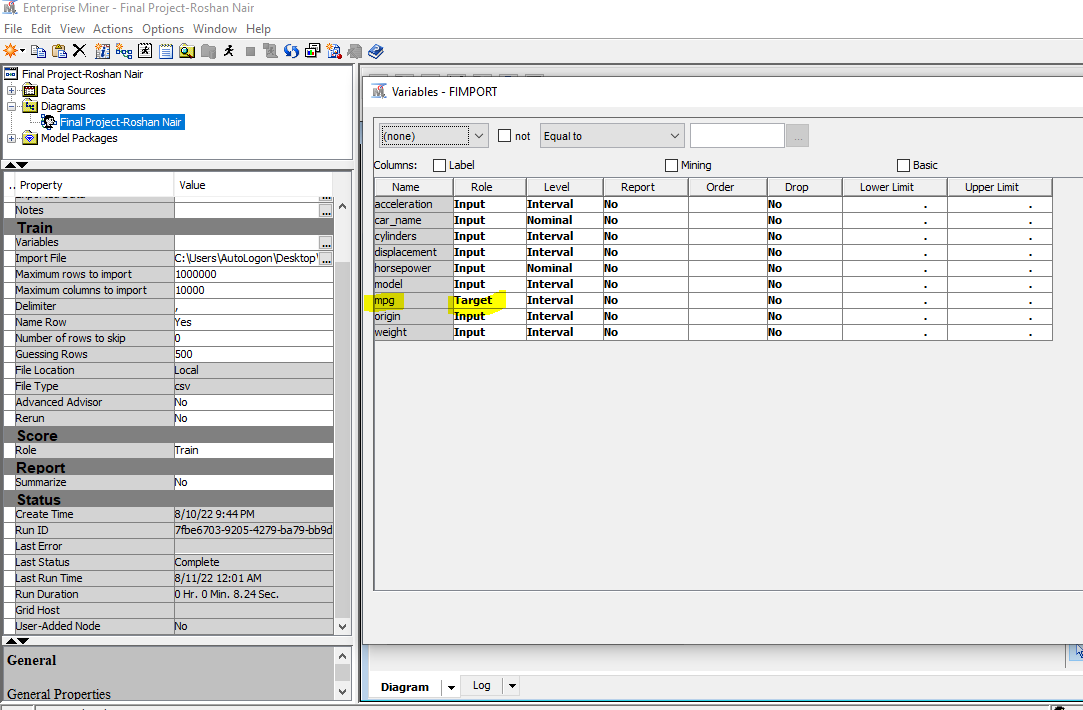 Enterprise Miner - Final Project-Roshan Nair
File Edit View Actions Options Window Help
Final Project-Roshan Nair
Data Sources
Diagrams
Final Project-Roshan Nair
Model Packages
.. Property Value
...
Notes ...
Train
Variables ...
Import File C:\Users\AutoLogon\Desktop\ ...
Maximum rows to import 1000000
Maximum columns to import 10000
Delimiter ,
Name Row Yes
Number of rows to skip 0
Guessing Rows 500
File Location Local
File Type csv
Advanced Advisor No
Rerun No
Score
Role Train
Report
Summarize No
Status
Create Time 8/10/22 9:44 PM
Run ID 7fbe6703-9205-4279-ba79-bb9d
Last Error
Last Status Complete
Last Run Time 8/11/22 12:01 AM
Run Duration 0 Hr. 0 Min. 8.24 Sec.
Grid Host
User-Added Node No
General
General Properties
Variables - FIMPORT
(none) not Equal to ...
Columns: Label Mining Basic
Name Role Level Report Order Drop Lower Limit Upper Limit
acceleration Input Interval No No . .
car_name Input Nominal No No . .
cylinders Input Interval No No . .
displacement Input Interval No No . .
horsepower Input Nominal No No . .
model Input Interval No No . .
mpg Target Interval No No . .
origin Input Interval No No . .
weight Input Interval No No . .
Diagram Log